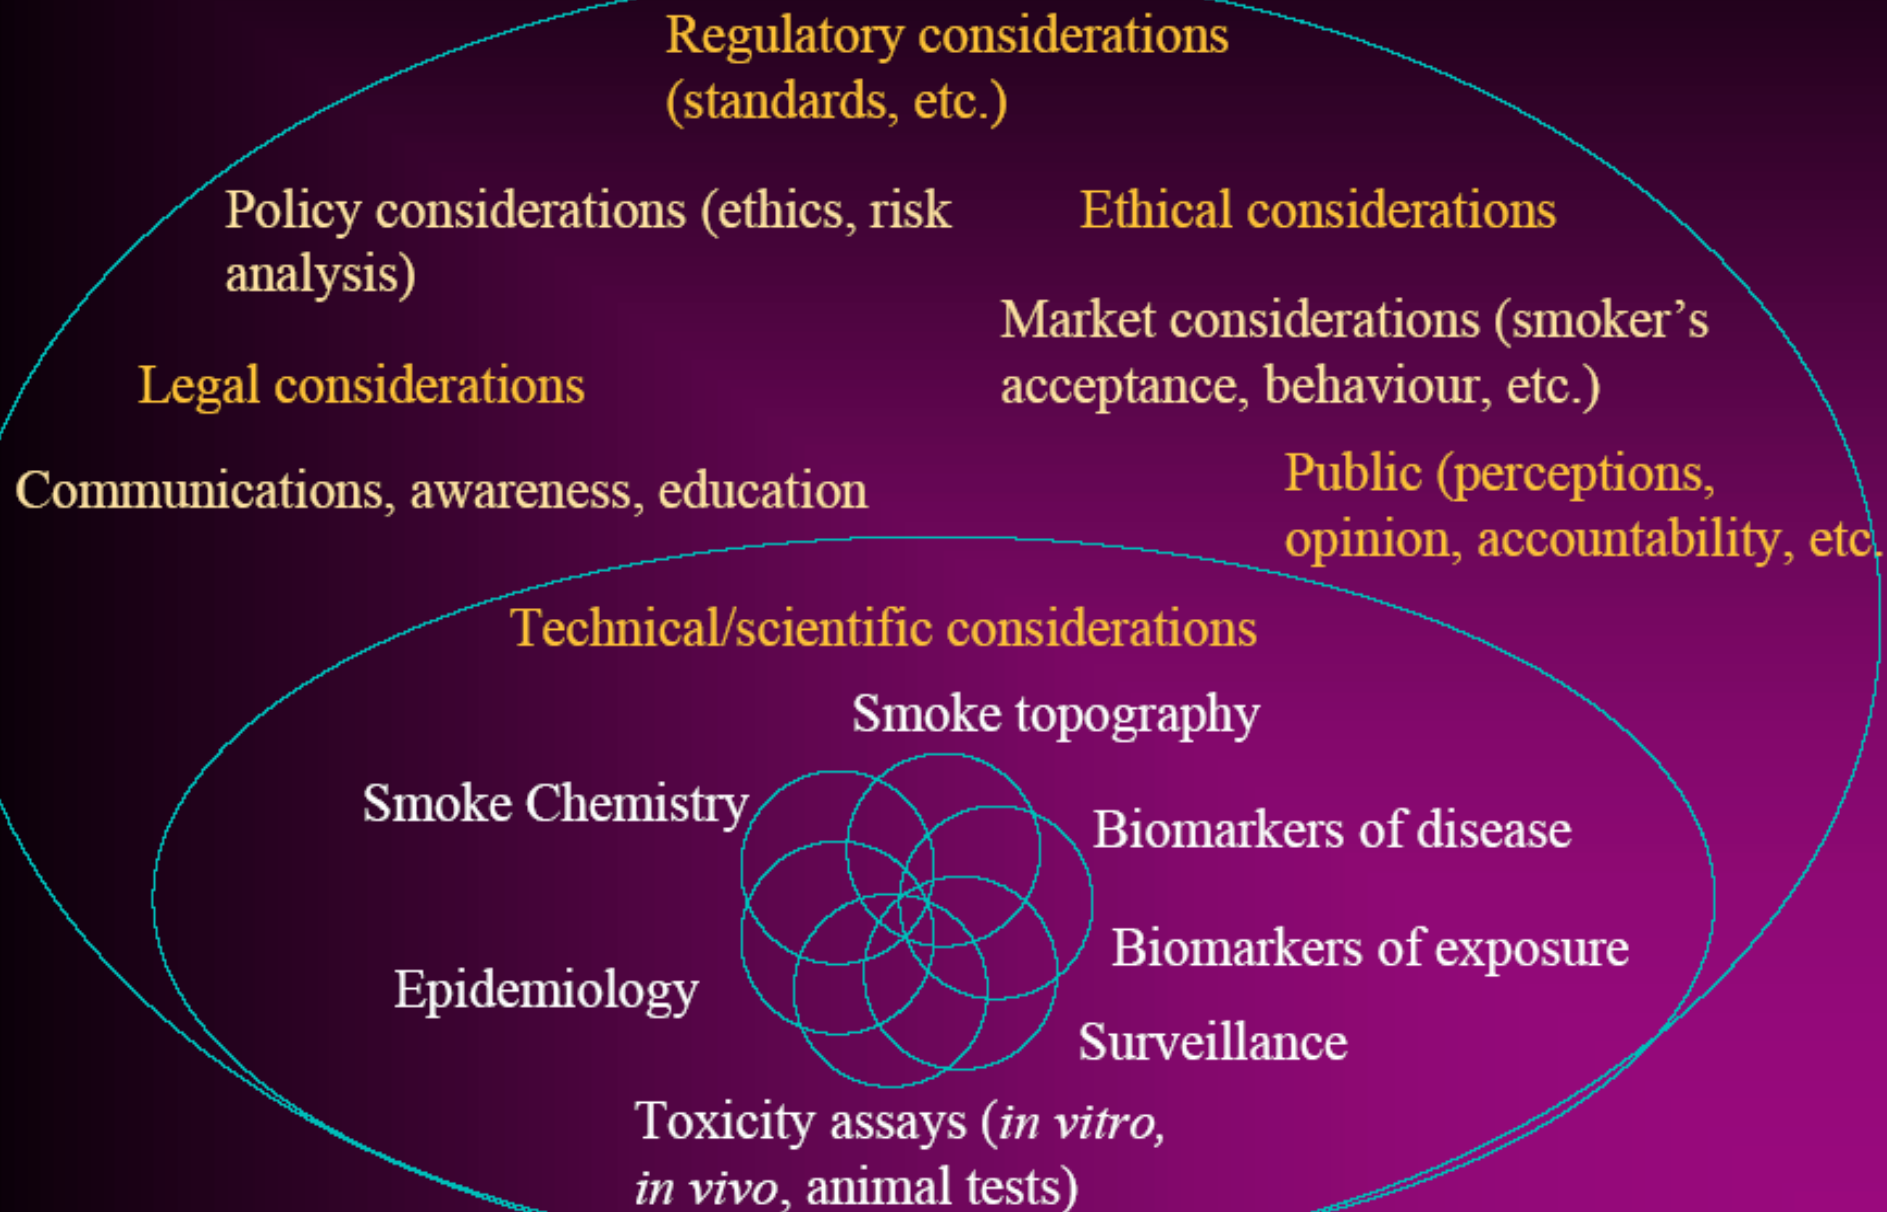 Regulatory considerations
(standards, etc.)
Policy considerations (ethics, risk
analysis)
Ethical considerations
Market considerations (smoker’s
acceptance, behaviour, etc.)
Legal considerations
Communications, awareness, education
Public (perceptions,
opinion, accountability, etc.
Technical/scientific considerations
Smoke topography
Smoke Chemistry
Biomarkers of disease
Biomarkers of exposure
Epidemiology
Surveillance
Toxicity assays (in vitro,
in vivo, animal tests)